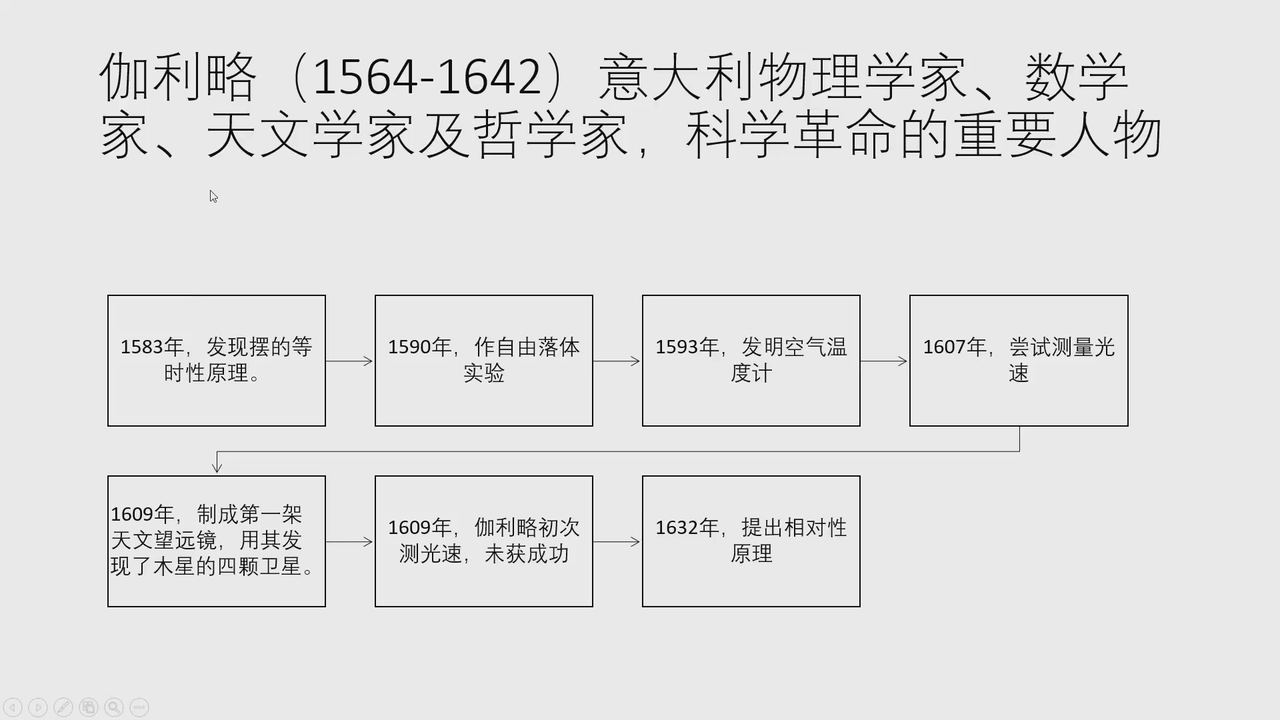 伽利略（1564-1642）意大利物理学家、数学
家、天文学家及哲学家，科学革命的重要人物
1583年，发现摆的等
时性原理。
1590年，作自由落体
实验
1593年，发明空气温
度计
1607年，尝试测量光
速
1609年，制成第一架
天文望远镜，用其发
现了木星的四颗卫星。
1609年，伽利略初次
测光速，未获成功
1632年，提出相对性
原理